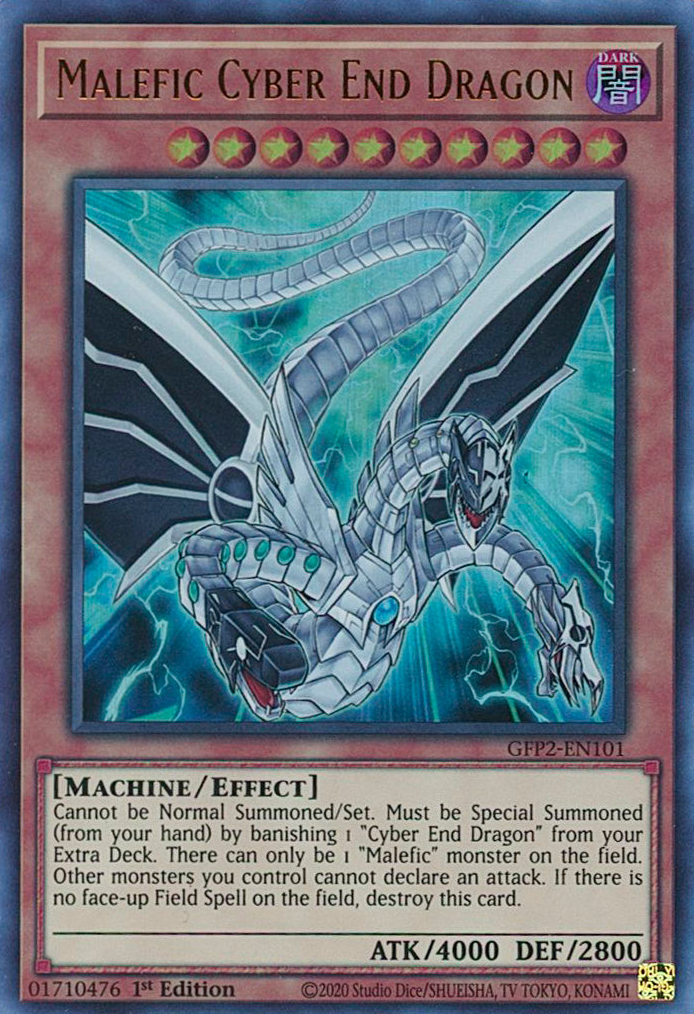 MALEFIC CYBER END DRAGON
DARK
闇
GFP2-EN101
[MACHINE/EFFECT]
Cannot be Normal Summoned/Set. Must be Special Summoned
(from your hand) by banishing 1 "Cyber End Dragon" from your
Extra Deck. There can only be 1 "Malefic" monster on the field.
Other monsters you control cannot declare an attack. If there is
no face-up Field Spell on the field, destroy this card.
ATK/4000 DEF/2800
01710476 1st Edition ©2020 Studio Dice/SHUEISHA, TV TOKYO, KONAMI